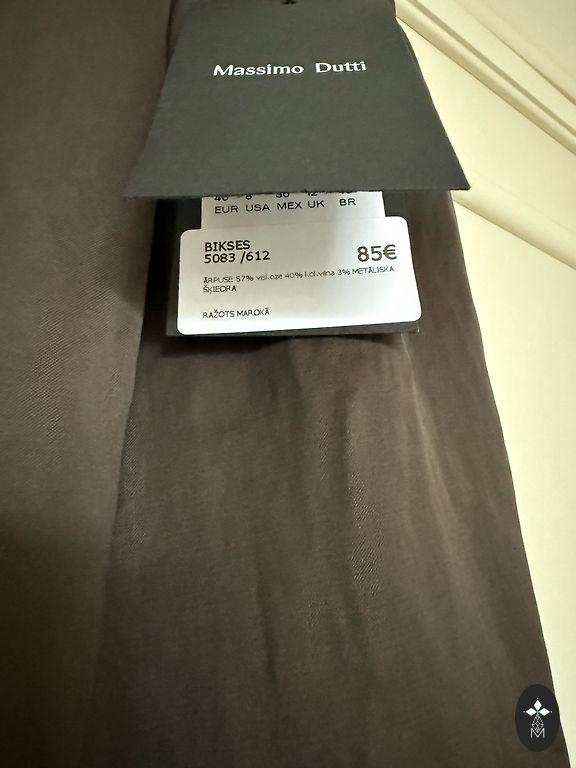 Massimo Dutti
EUR USA MEX UK BR
BIKSES
5083 /612
85€
ĀRPUSE 57% viskoze 40% kokvilna 3% METĀLISKA
ŠĶIEDRA
RAŽOTS MAROKĀ
M